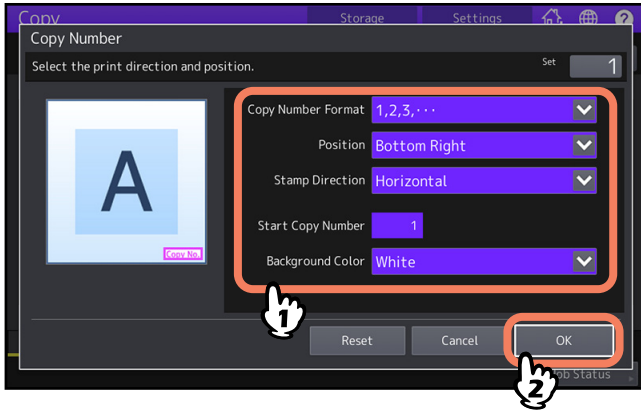 Copy Storage Settings ?
Copy Number
Select the print direction and position. Set 1
Copy Number Format 1,2,3,···
Position Bottom Right
A
Stamp Direction Horizontal
Start Copy Number 1
Copy No.
Background Color White
1
Reset Cancel OK
2
Job Status